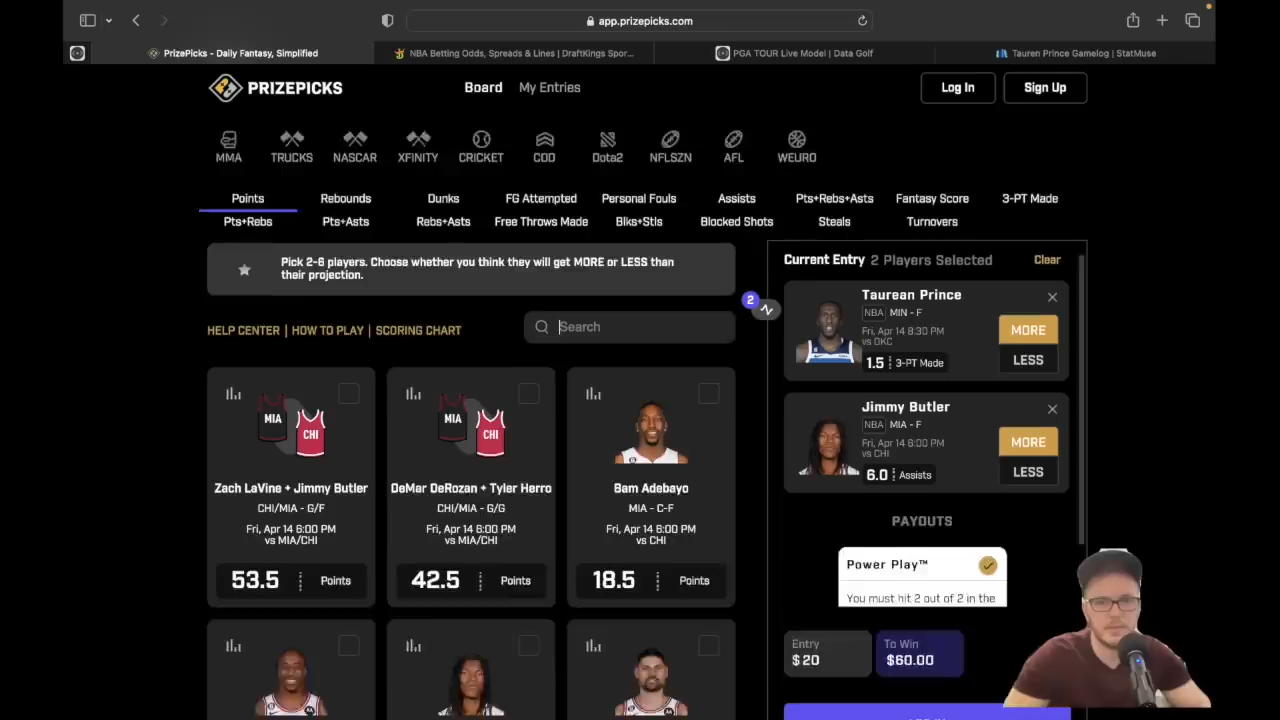 app.prizepicks.com
PrizePicks - Daily Fantasy, Simplified
NBA Betting Odds, Spreads & Lines | DraftKings Spor...
PGA TOUR Live Model | Data Golf
Tauren Prince Gamelog | StatMuse
PRIZEPICKS
Board
My Entries
Log In
Sign Up
MMA
TRUCKS
NASCAR
XFINITY
CRICKET
COD
Dota2
NFLSZN
AFL
WEURO
Points
Rebounds
Dunks
FG Attempted
Personal Fouls
Assists
Pts+Rebs+Asts
Fantasy Score
3-PT Made
Pts+Rebs
Pts+Asts
Rebs+Asts
Free Throws Made
Blks+Stls
Blocked Shots
Steals
Turnovers
Pick 2-6 players. Choose whether you think they will get MORE or LESS than
their projection.
HELP CENTER | HOW TO PLAY | SCORING CHART
Search
MIA
CHI
Zach LaVine + Jimmy Butler
CHI/MIA - G/F
Fri, Apr 14 6:00 PM
vs MIA/CHI
53.5
Points
MIA
CHI
DeMar DeRozan + Tyler Herro
CHI/MIA - G/G
Fri, Apr 14 6:00 PM
vs MIA/CHI
42.5
Points
Bam Adebayo
MIA - C-F
Fri, Apr 14 6:00 PM
vs CHI
18.5
Points
Current Entry 2 Players Selected
Clear
2
Taurean Prince
NBA MIN - F
Fri, Apr 14 8:30 PM
vs OKC
1.5 3-PT Made
MORE
LESS
Jimmy Butler
NBA MIA - F
Fri, Apr 14 6:00 PM
vs CHI
6.0 Assists
MORE
LESS
PAYOUTS
Power Play™
You must hit 2 out of 2 in the
Entry
$20
To Win
$60.00